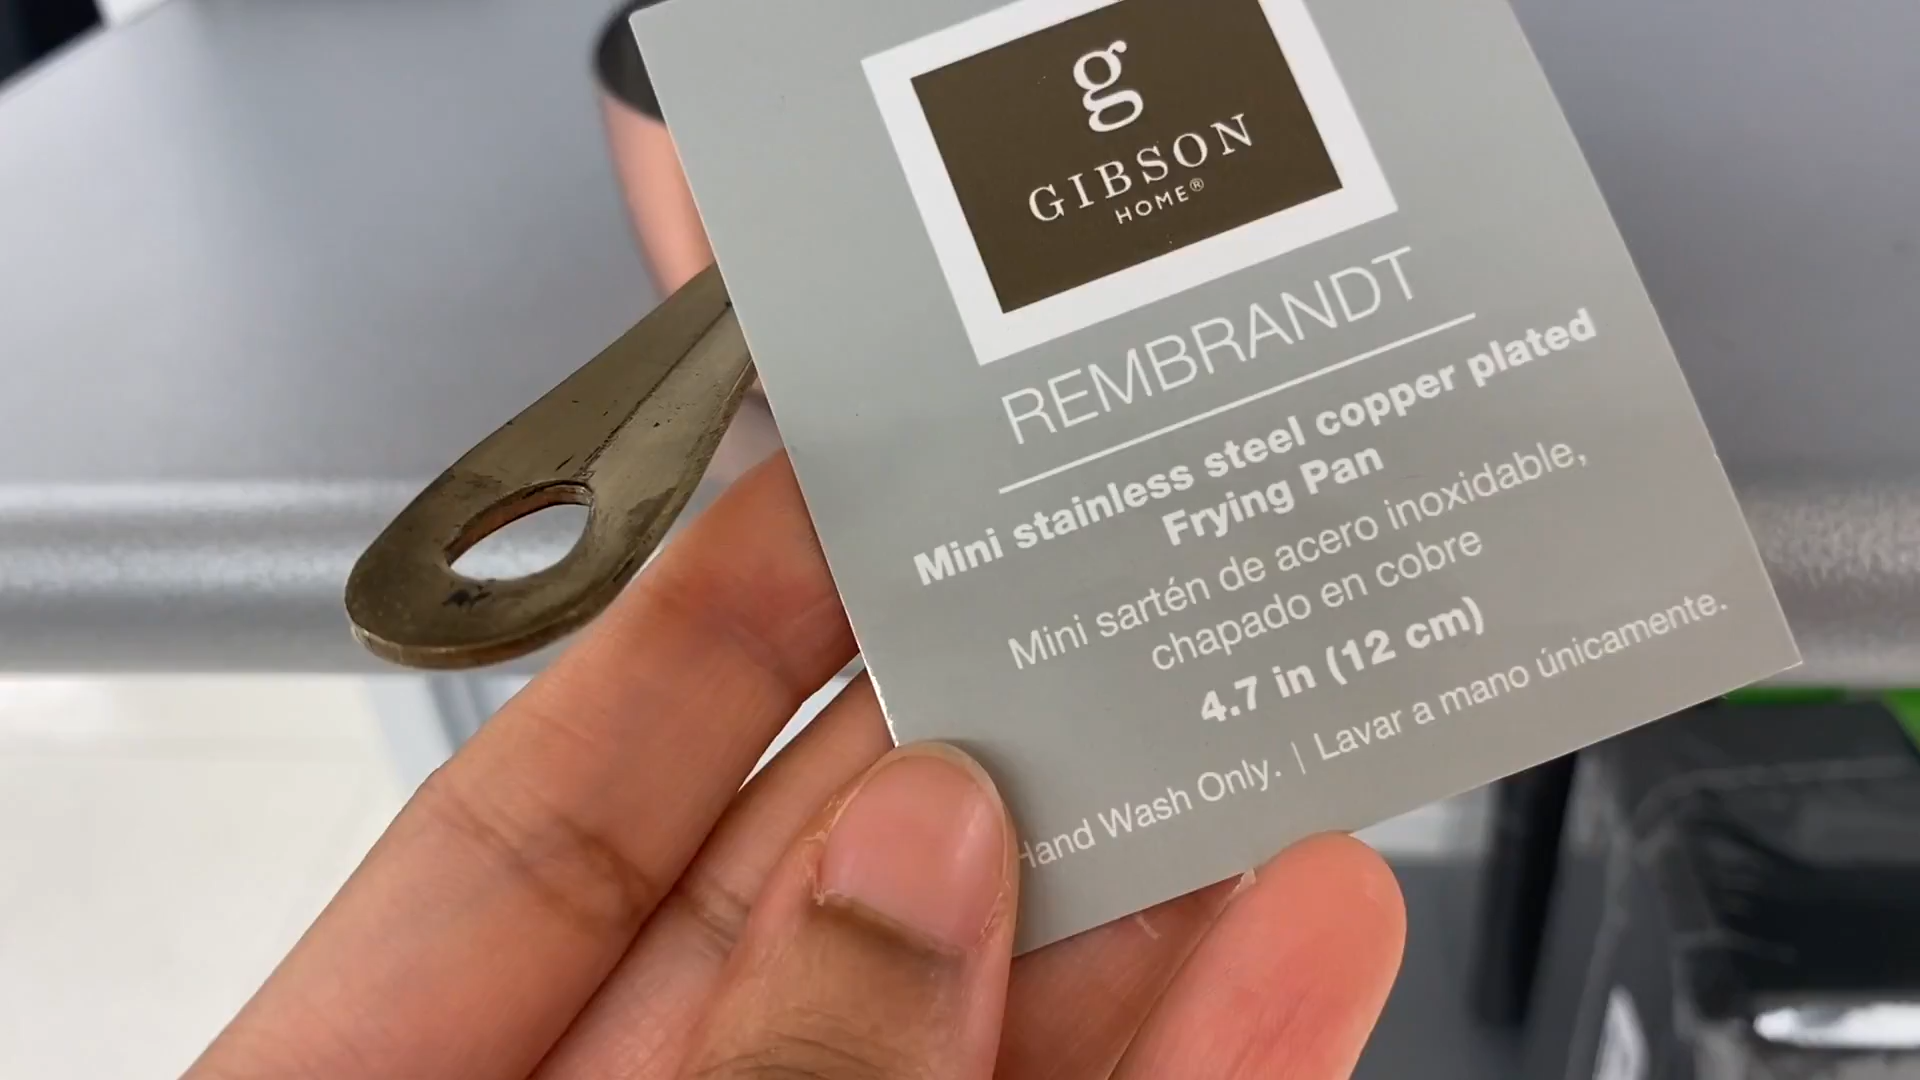 g
GIBSON
HOME®
REMBRANDT
Mini stainless steel copper plated
Frying Pan
Mini sartén de acero inoxidable,
chapado en cobre
4.7 in (12 cm)
Hand Wash Only. | Lavar a mano únicamente.